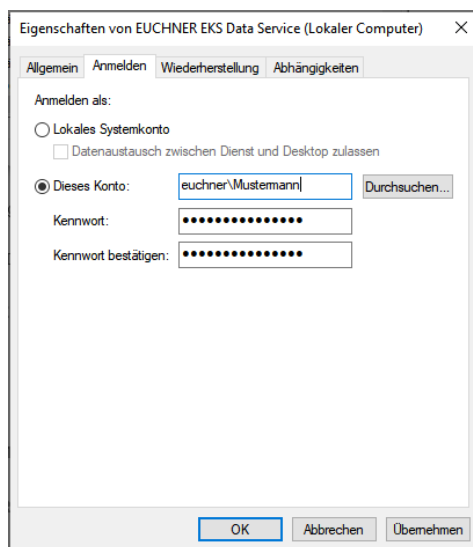 Eigenschaften von EUCHNER EKS Data Service (Lokaler Computer)
Allgemein Anmelden Wiederherstellung Abhängigkeiten
Anmelden als:
Lokales Systemkonto
Datenaustausch zwischen Dienst und Desktop zulassen
Dieses Konto: euchner\Mustermann Durchsuchen...
Kennwort: ●●●●●●●●●●●●●●●
Kennwort bestätigen: ●●●●●●●●●●●●●●●
OK Abbrechen Übernehmen